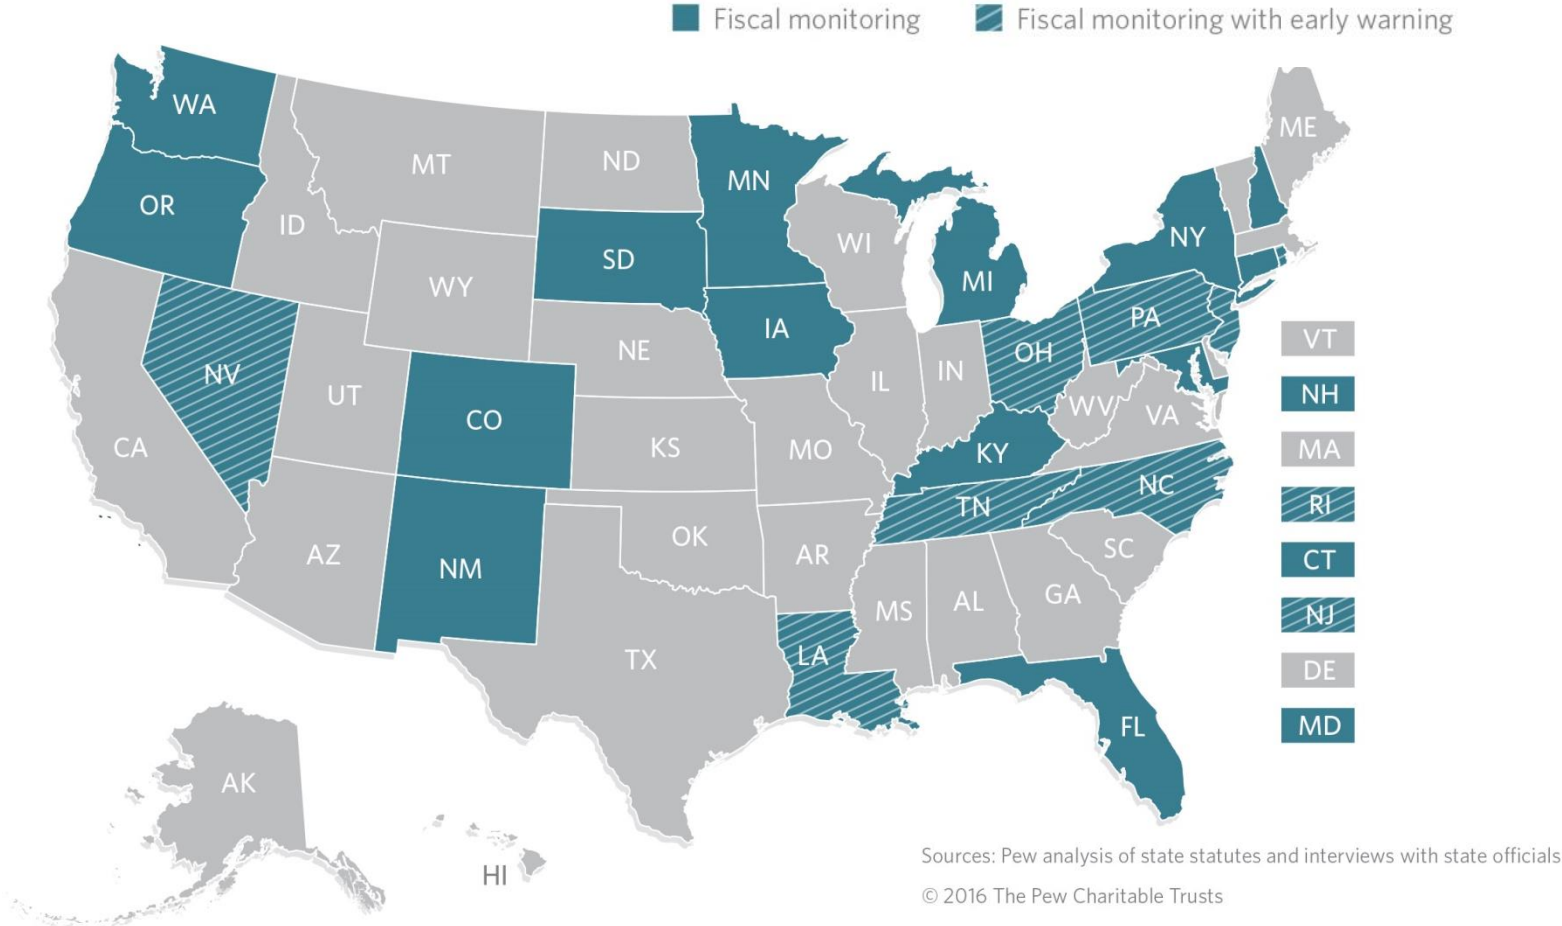 Fiscal monitoring
Fiscal monitoring with early warning
WA
MT
ND
MN
ME
OR
ID
SD
WI
NY
WY
MI
IA
PA
NV
NE
OH
VT
UT
IL
IN
CO
WV
VA
NH
CA
KS
MO
KY
MA
NC
TN
RI
AZ
NM
OK
AR
SC
CT
MS
AL
GA
NJ
TX
LA
DE
FL
MD
AK
HI
Sources: Pew analysis of state statutes and interviews with state officials
© 2016 The Pew Charitable Trusts